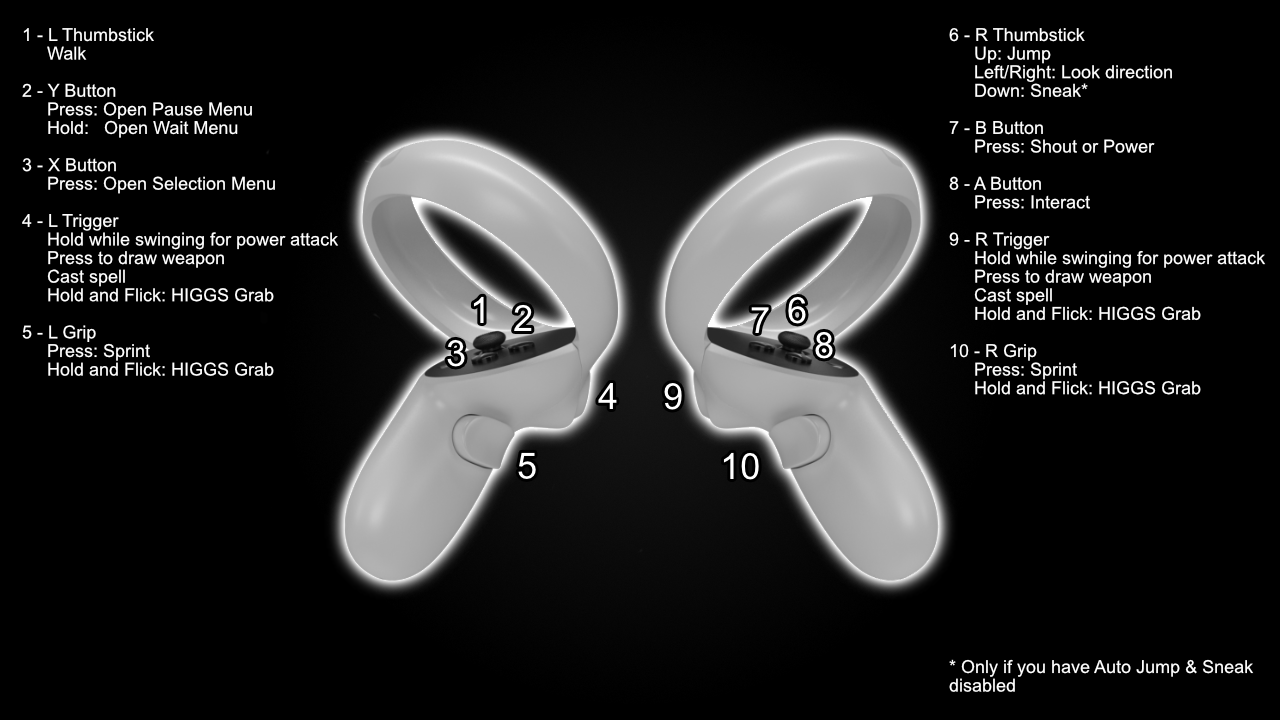 1 - L Thumbstick
Walk
2 - Y Button
Press: Open Pause Menu
Hold: Open Wait Menu
3 - X Button
Press: Open Selection Menu
4 - L Trigger
Hold while swinging for power attack
Press to draw weapon
Cast spell
Hold and Flick: HIGGS Grab
5 - L Grip
Press: Sprint
Hold and Flick: HIGGS Grab
1
2
3
4
5
6
7
8
9
10
6 - R Thumbstick
Up: Jump
Left/Right: Look direction
Down: Sneak*
7 - B Button
Press: Shout or Power
8 - A Button
Press: Interact
9 - R Trigger
Hold while swinging for power attack
Press to draw weapon
Cast spell
Hold and Flick: HIGGS Grab
10 - R Grip
Press: Sprint
Hold and Flick: HIGGS Grab
* Only if you have Auto Jump & Sneak
disabled